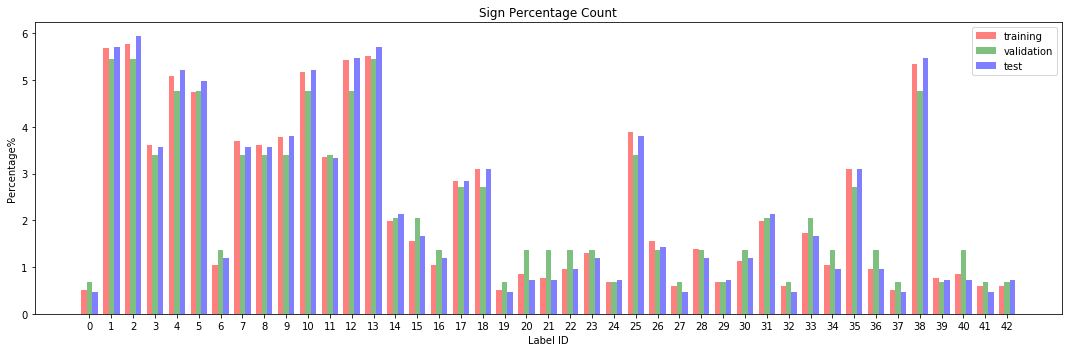 Sign Percentage Count
training
validation
test
Percentage%
6
5
4
3
2
1
0
0 1 2 3 4 5 6 7 8 9 10 11 12 13 14 15 16 17 18 19 20 21 22 23 24 25 26 27 28 29 30 31 32 33 34 35 36 37 38 39 40 41 42
Label ID